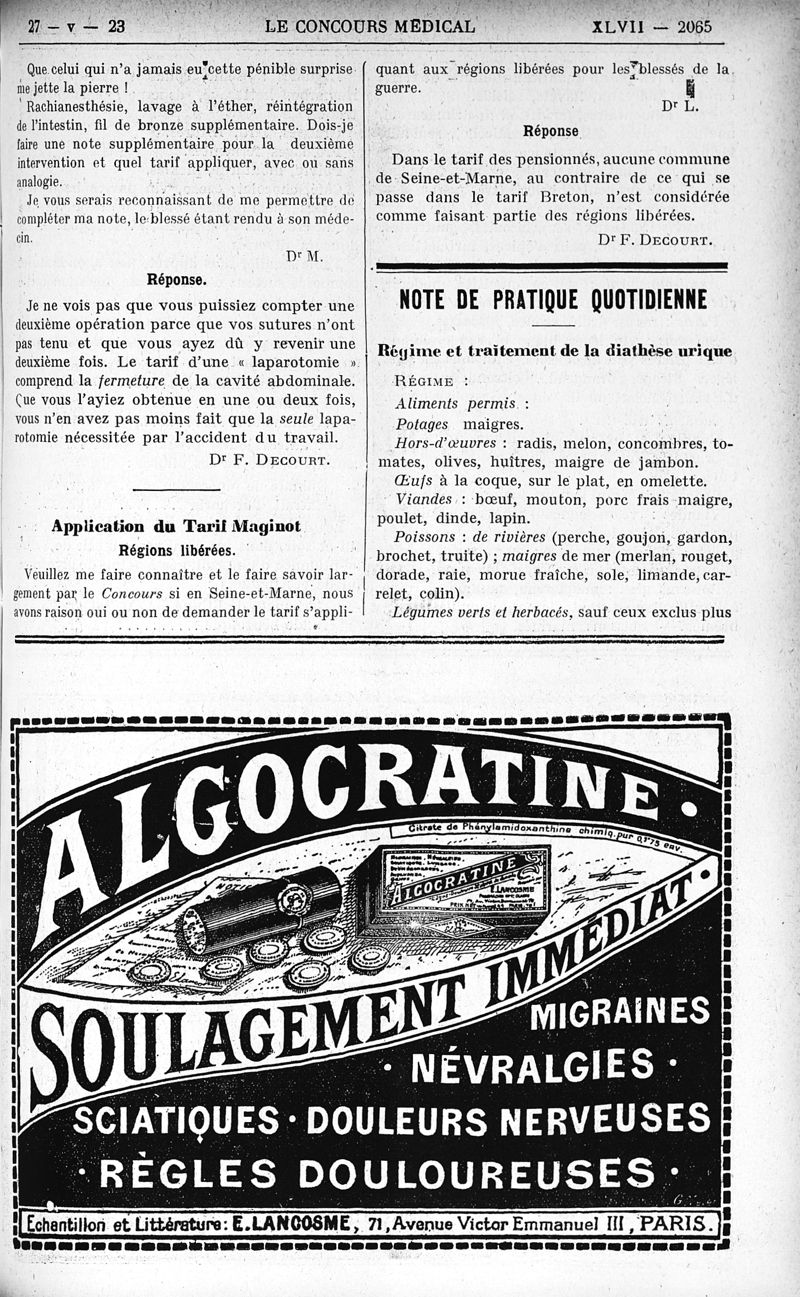 27 — V — 23
LE CONCOURS MÉDICAL
XLVII — 2065
Que celui qui n'a jamais eu cette pénible surprise
me jette la pierre !
Rachianesthésie, lavage à l'éther, réintégration
de l'intestin, fil de bronze supplémentaire. Dois-je
faire une note supplémentaire pour la deuxième
intervention et quel tarif appliquer, avec ou sans
analogie.
Je vous serais reconnaissant de me permettre de
compléter ma note, le blessé étant rendu à son méde-
cin.
Dr M.
Réponse.
Je ne vois pas que vous puissiez compter une
deuxième opération parce que vos sutures n'ont
pas tenu et que vous ayez dû y revenir une
deuxième fois. Le tarif d'une « laparotomie »
comprend la fermeture de la cavité abdominale.
Que vous l'ayiez obtenue en une ou deux fois,
vous n'en avez pas moins fait que la seule lapa-
rotomie nécessitée par l'accident du travail.
Dr F. DECOURT.
Application du Tarif Maginot
Régions libérées.
Veuillez me faire connaître et le faire savoir lar-
gement par le Concours si en Seine-et-Marne, nous
avons raison oui ou non de demander le tarif s'appli-
quant aux régions libérées pour les blessés de la
guerre.
Dr L.
Réponse
Dans le tarif des pensionnés, aucune commune
de Seine-et-Marne, au contraire de ce qui se
passe dans le tarif Breton, n'est considérée
comme faisant partie des régions libérées.
Dr F. DECOURT.
NOTE DE PRATIQUE QUOTIDIENNE
Régime et traitement de la diathèse urique
RÉGIME :
Aliments permis :
Potages maigres.
Hors-d'œuvres : radis, melon, concombres, to-
mates, olives, huîtres, maigre de jambon.
Œufs à la coque, sur le plat, en omelette.
Viandes : bœuf, mouton, porc frais maigre,
poulet, dinde, lapin.
Poissons : de rivières (perche, goujon, gardon,
brochet, truite) ; maigres de mer (merlan, rouget,
dorade, raie, morue fraîche, sole, limande, car-
relet, colin).
Légumes verts et herbacés, sauf ceux exclus plus
ALGOCRATINE •
Citrate de Phénylamidoxanthine chimiq. pur 0,175 env.
ALGOCRATINE
E. LANCOSME
SOULAGEMENT IMMÉDIAT •
MIGRAINES
• NÉVRALGIES •
SCIATIQUES • DOULEURS NERVEUSES
• RÈGLES DOULOUREUSES •
Echantillon et Littérature : E. LANCOSME, 71, Avenue Victor Emmanuel III, PARIS.